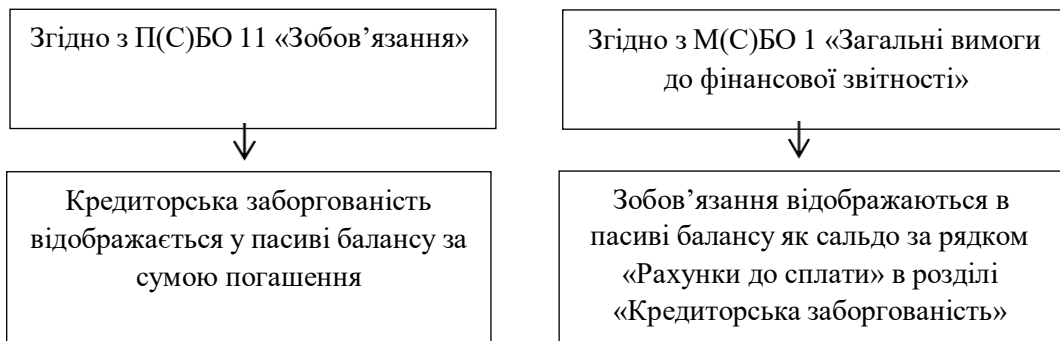 Згідно з П(С)БО 11 «Зобов’язання»
Згідно з М(С)БО 1 «Загальні вимоги
до фінансової звітності»
Кредиторська заборгованість
відображається у пасиві балансу за
сумою погашення
Зобов’язання відображаються в
пасиві балансу як сальдо за рядком
«Рахунки до сплати» в розділі
«Кредиторська заборгованість»